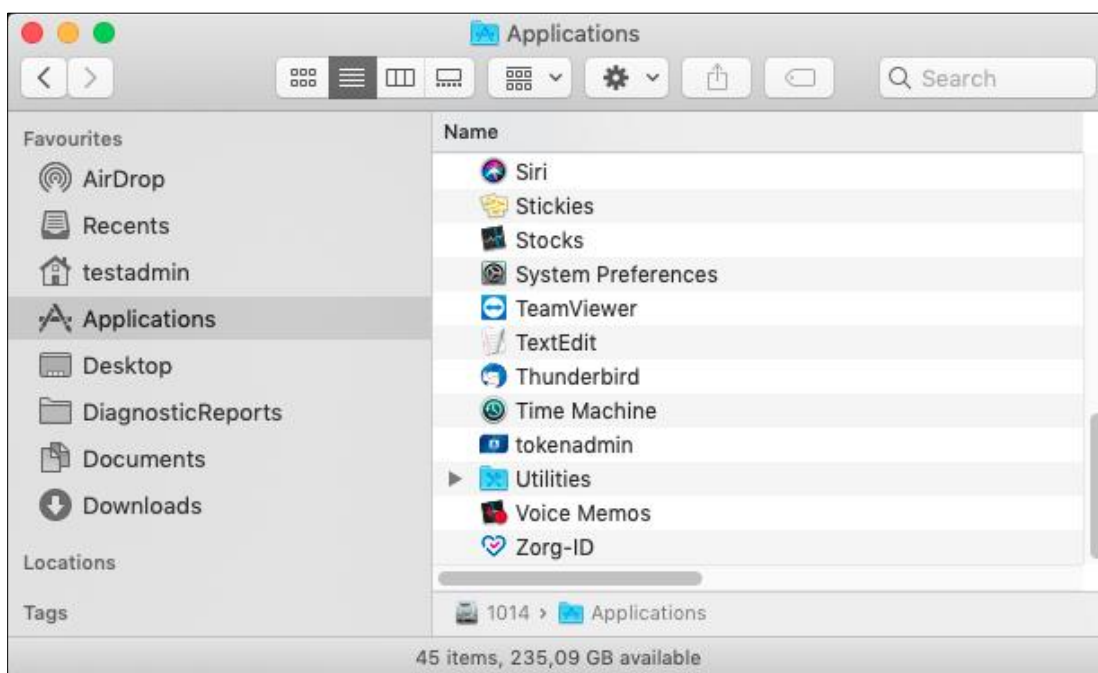 Applications
Search
Favourites
AirDrop
Recents
testadmin
Applications
Desktop
DiagnosticReports
Documents
Downloads
Locations
Tags
Name
Siri
Stickies
Stocks
System Preferences
TeamViewer
TextEdit
Thunderbird
Time Machine
tokenadmin
Utilities
Voice Memos
Zorg-ID
1014 › Applications
45 items, 235,09 GB available